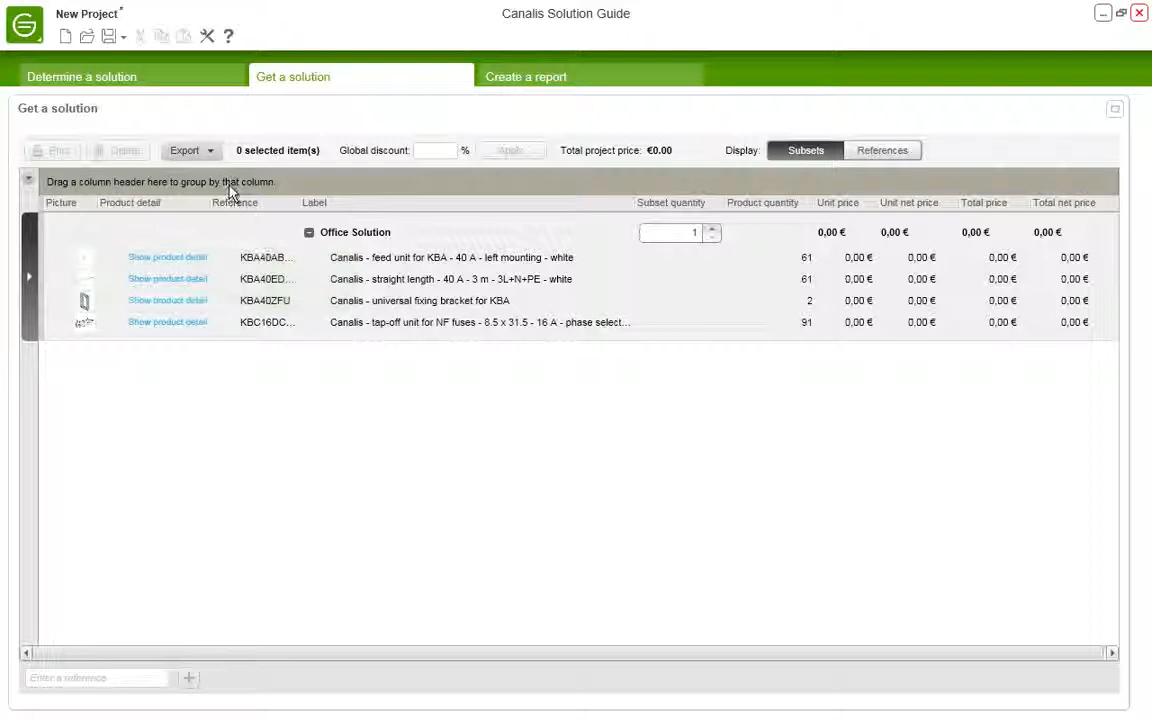 New Project*
Canalis Solution Guide
Determine a solution
Get a solution
Create a report
Get a solution
Print
Delete
Export
0 selected item(s)
Global discount:
%
Apply
Total project price: €0.00
Display:
Subsets
References
Drag a column header here to group by that column.
Picture Product detail Reference Label Subset quantity Product quantity Unit price Unit net price Total price Total net price
Office Solution 1 0,00 € 0,00 € 0,00 € 0,00 €
Show product detail KBA40AB... Canalis - feed unit for KBA - 40 A - left mounting - white 61 0,00 € 0,00 € 0,00 € 0,00 €
Show product detail KBA40ED... Canalis - straight length - 40 A - 3 m - 3L+N+PE - white 61 0,00 € 0,00 € 0,00 € 0,00 €
Show product detail KBA40ZFU Canalis - universal fixing bracket for KBA 2 0,00 € 0,00 € 0,00 € 0,00 €
Show product detail KBC16DC... Canalis - tap-off unit for NF fuses - 8.5 x 31.5 - 16 A - phase select... 91 0,00 € 0,00 € 0,00 € 0,00 €
Enter a reference